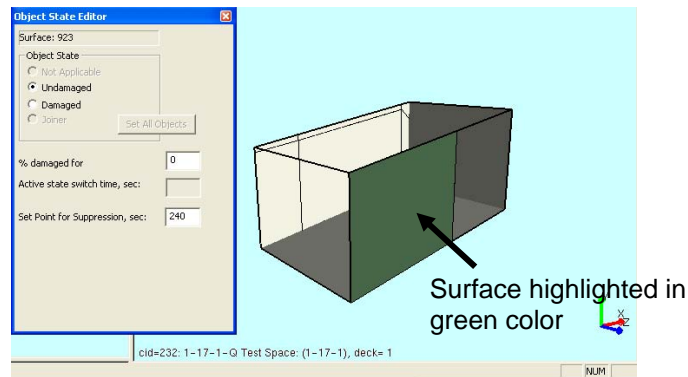 Object State Editor
Surface: 923
Object State
Not Applicable
Undamaged
Damaged
Joiner
Set All Objects
% damaged for
0
Active state switch time, sec:
Set Point for Suppression, sec:
240
Surface highlighted in
green color
X
Z
cid=232: 1-17-1-Q Test Space: (1-17-1), deck= 1
NUM